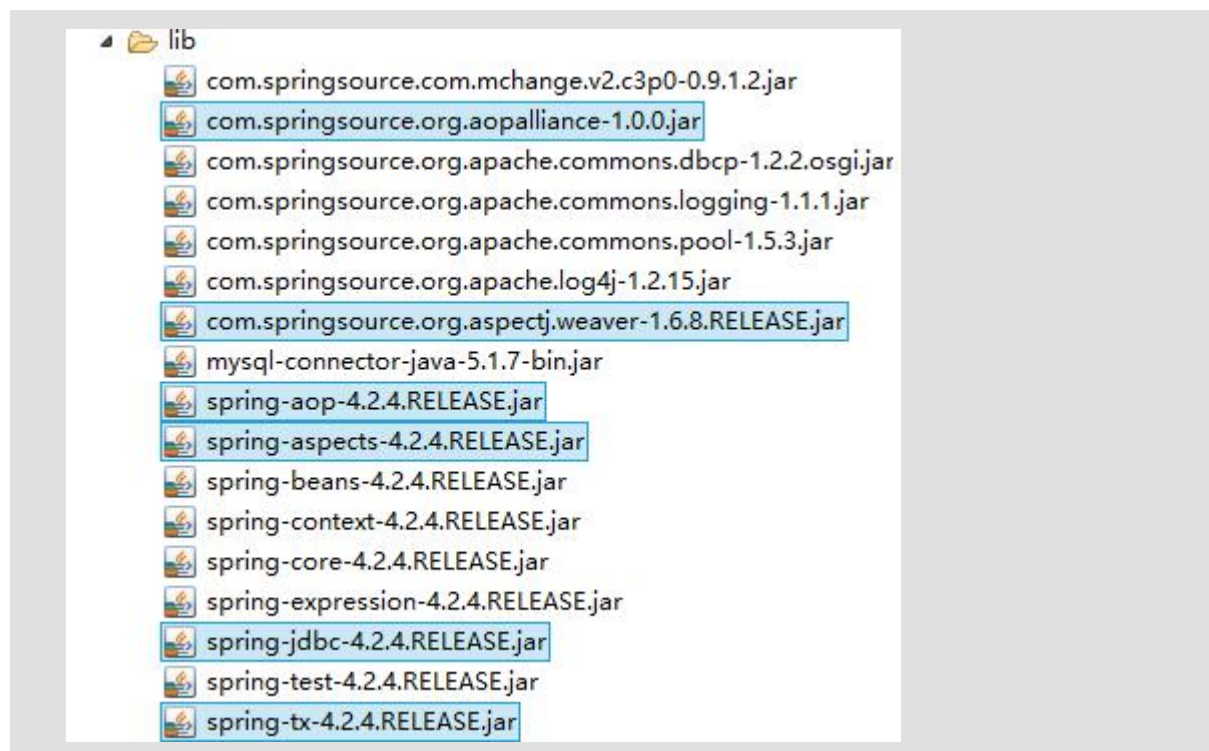 lib
com.springsource.com.mchange.v2.c3p0-0.9.1.2.jar
com.springsource.org.aopalliance-1.0.0.jar
com.springsource.org.apache.commons.dbcp-1.2.2.osgi.jar
com.springsource.org.apache.commons.logging-1.1.1.jar
com.springsource.org.apache.commons.pool-1.5.3.jar
com.springsource.org.apache.log4j-1.2.15.jar
com.springsource.org.aspectj.weaver-1.6.8.RELEASE.jar
mysql-connector-java-5.1.7-bin.jar
spring-aop-4.2.4.RELEASE.jar
spring-aspects-4.2.4.RELEASE.jar
spring-beans-4.2.4.RELEASE.jar
spring-context-4.2.4.RELEASE.jar
spring-core-4.2.4.RELEASE.jar
spring-expression-4.2.4.RELEASE.jar
spring-jdbc-4.2.4.RELEASE.jar
spring-test-4.2.4.RELEASE.jar
spring-tx-4.2.4.RELEASE.jar